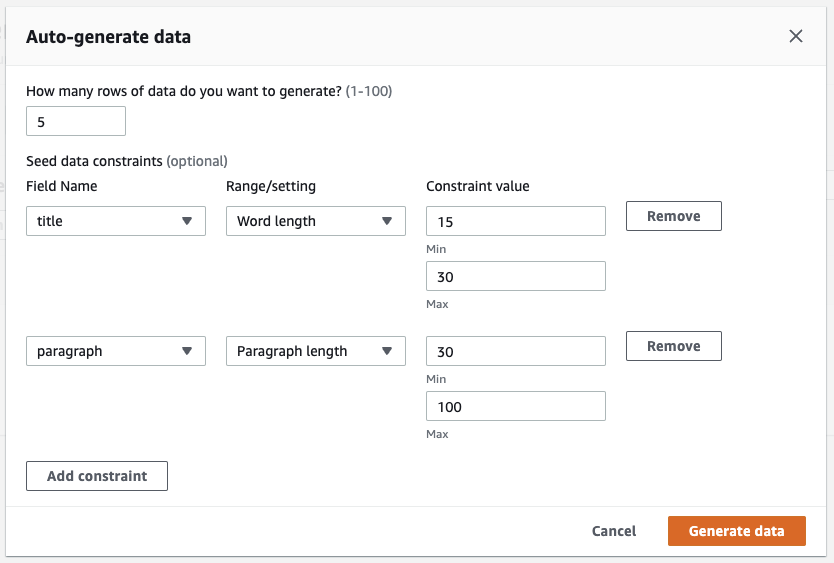 Auto-generate data
How many rows of data do you want to generate? (1-100)
5
Seed data constraints (optional)
Field Name Range/setting Constraint value
title Word length 15 Remove
Min
30
Max
paragraph Paragraph length 30 Remove
Min
100
Max
Add constraint
Cancel Generate data